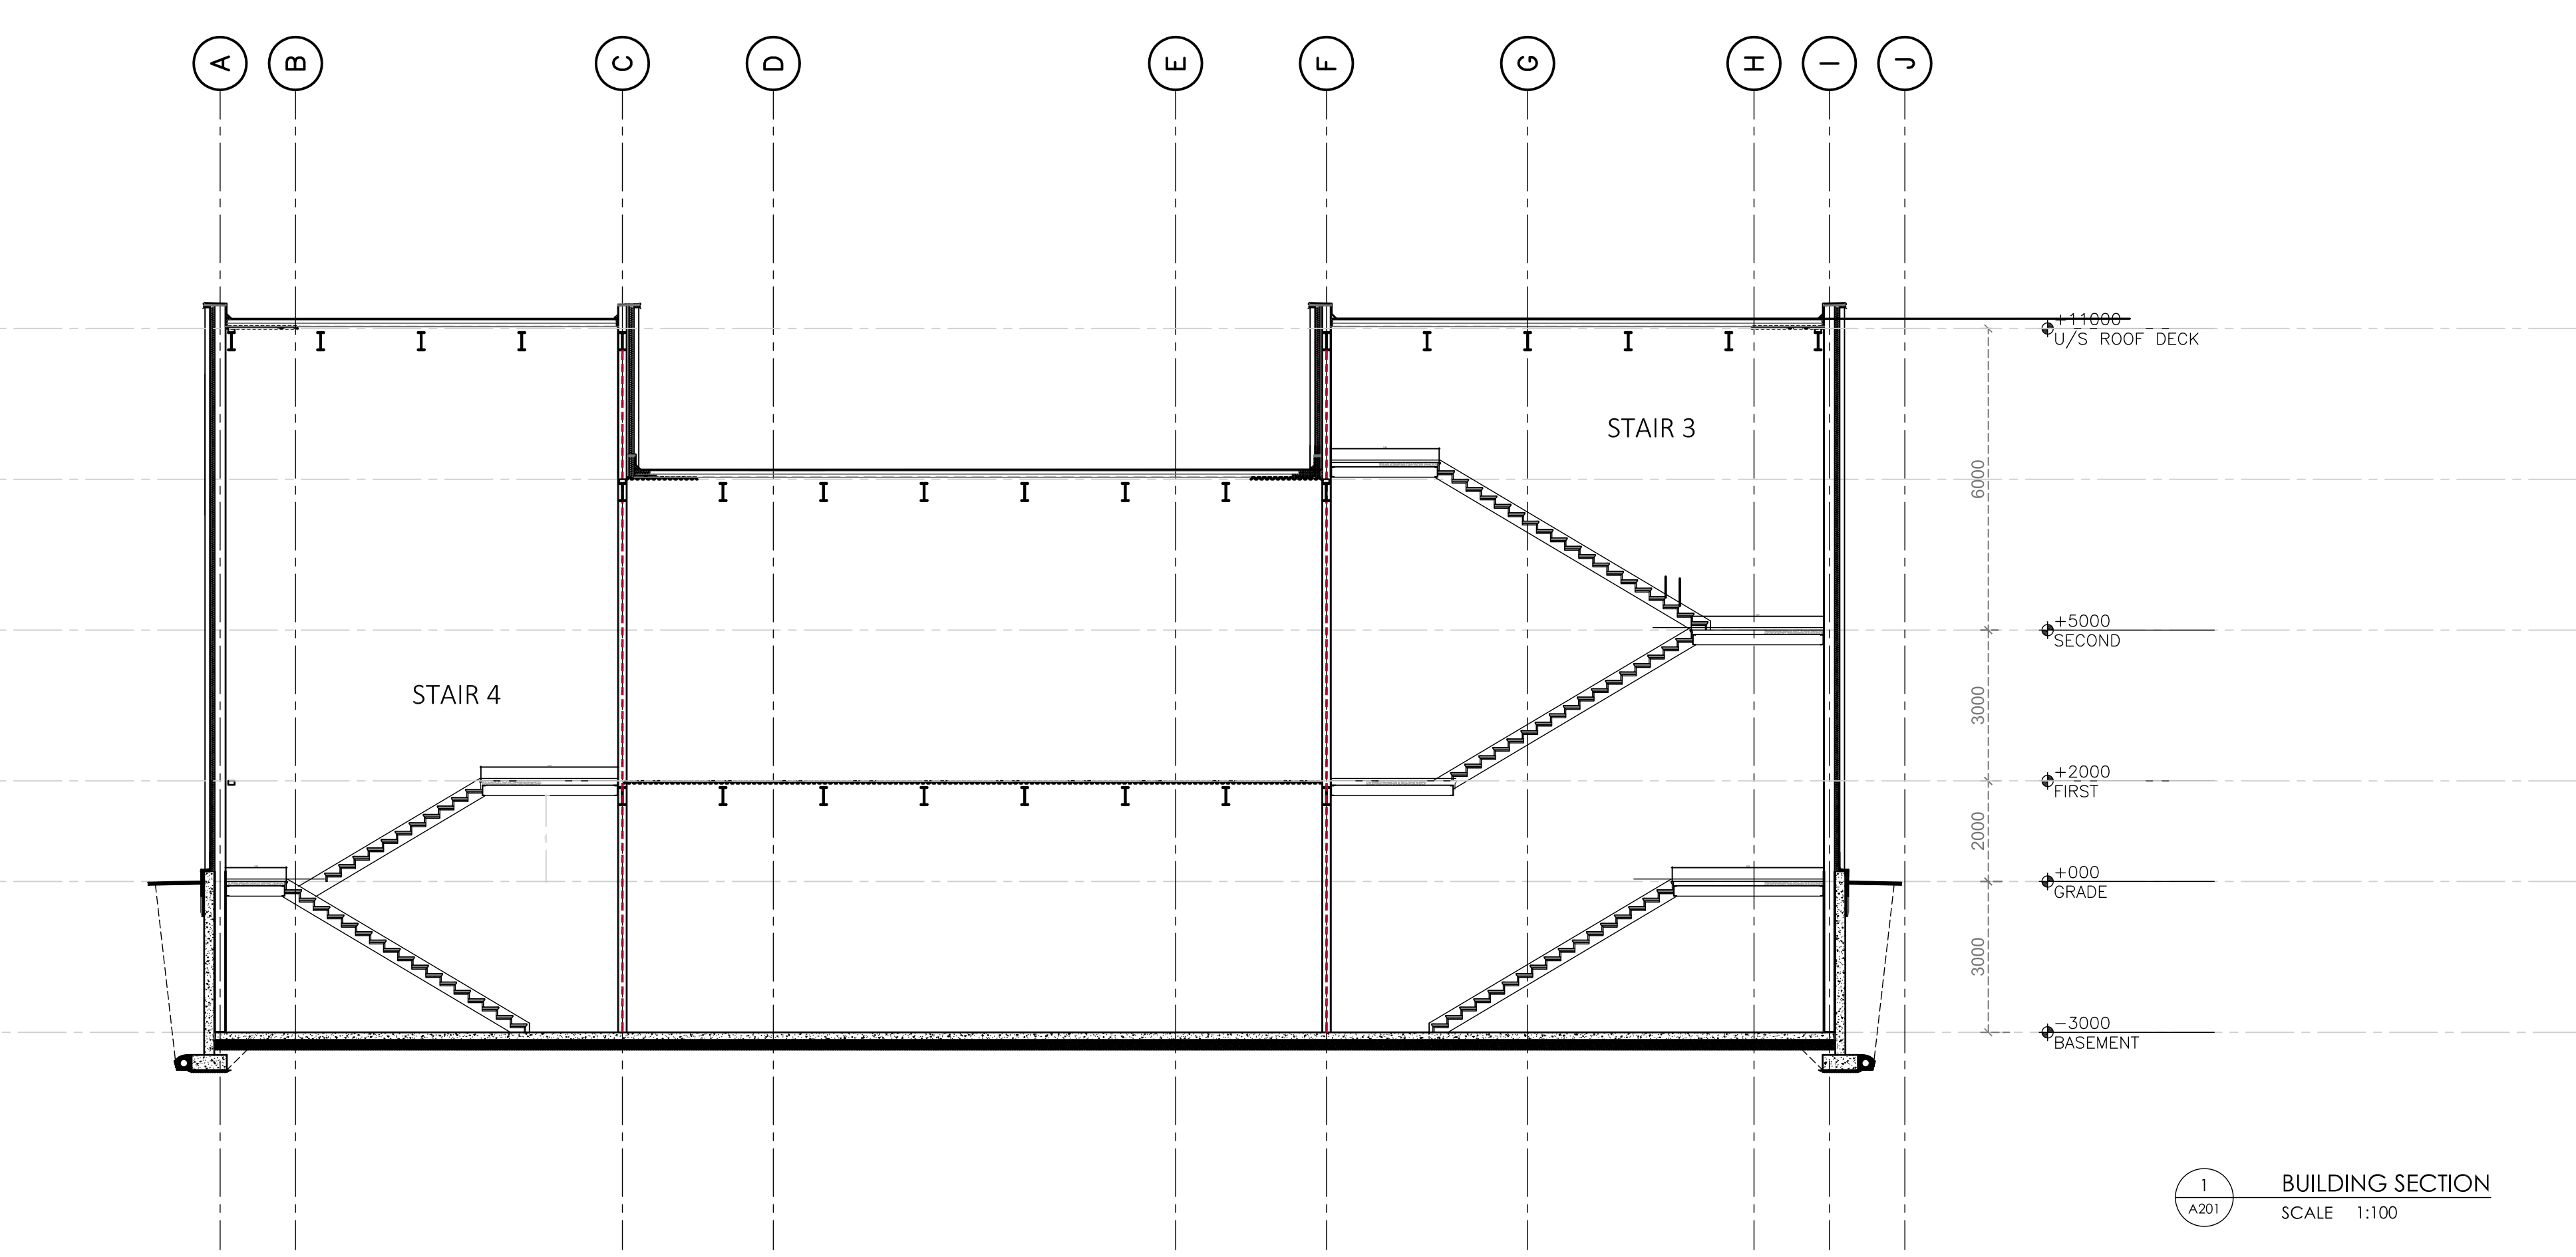 A B C D E F G H I J
+11000
U/S ROOF DECK
STAIR 3
6000
+5000
SECOND
STAIR 4
3000
+2000
FIRST
2000
+000
GRADE
3000
-3000
BASEMENT
1
BUILDING SECTION
A201
SCALE 1:100